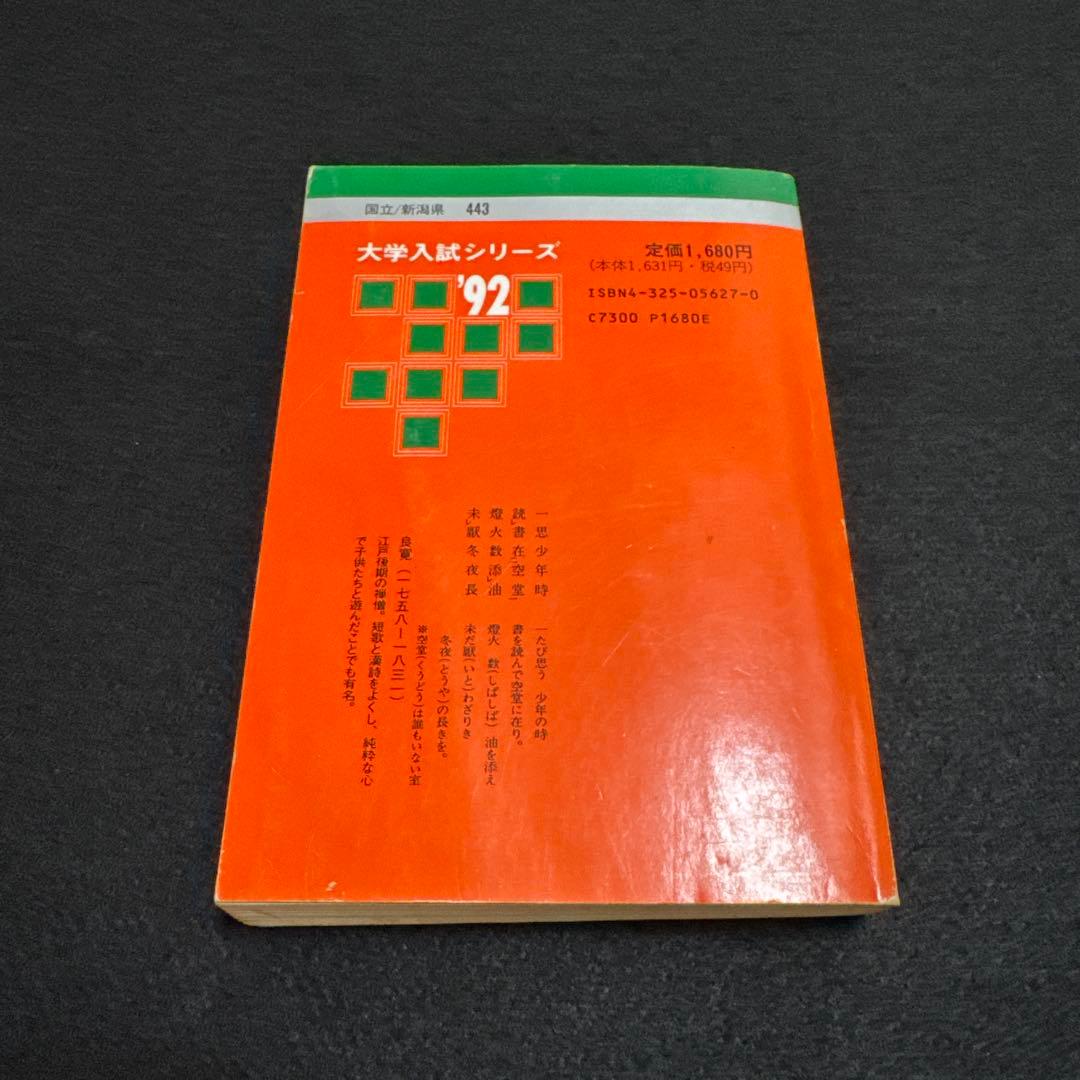 国立/新潟県 443
大学入試シリーズ
'92
定価1,680円
(本体1,631円・税49円)
ISBN4-325-05627-0
C7300 P1680E
一思少年時
読レ書在二空堂一
燈火数添レ油
未レ厭冬夜長
一たび思う 少年の時
書を読んで空堂に在り。
燈火 数(しばしば)油を添え
未だ厭(いと)わざりき
冬夜(とうや)の長きを。
※空堂(くうどう)は誰もいない室
良寛(一七五八ー一八三一)
江戸後期の禅僧。短歌と漢詩をよくし、純粋な心
で子供たちと遊んだことでも有名。